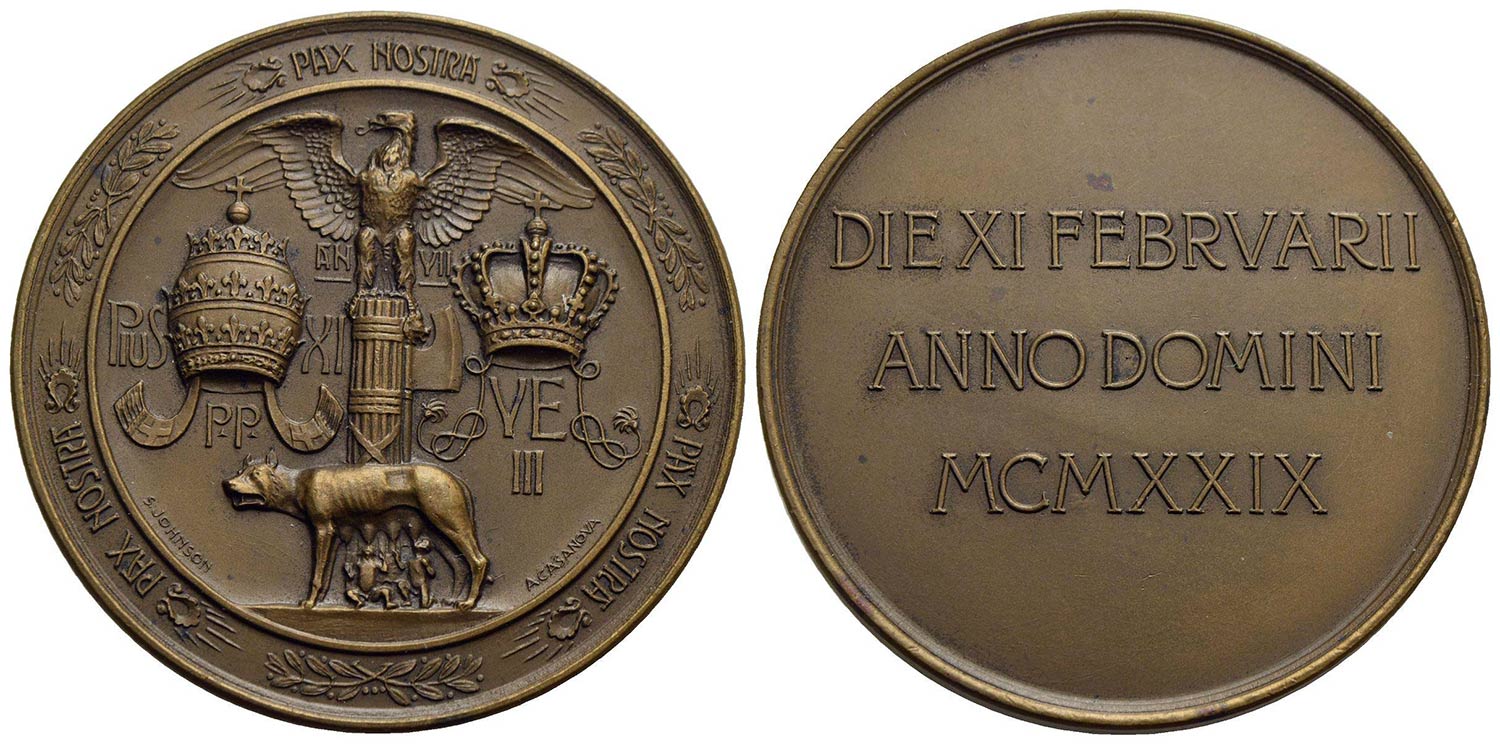 PAX NOSTRA
PAX NOSTRA
PAX NOSTRA
AN VII
PIUS XI
P.P.
VE
III
S. JOHNSON
A CASANOVA
DIE XI FEBRVARII
ANNO DOMINI
MCMXXIX